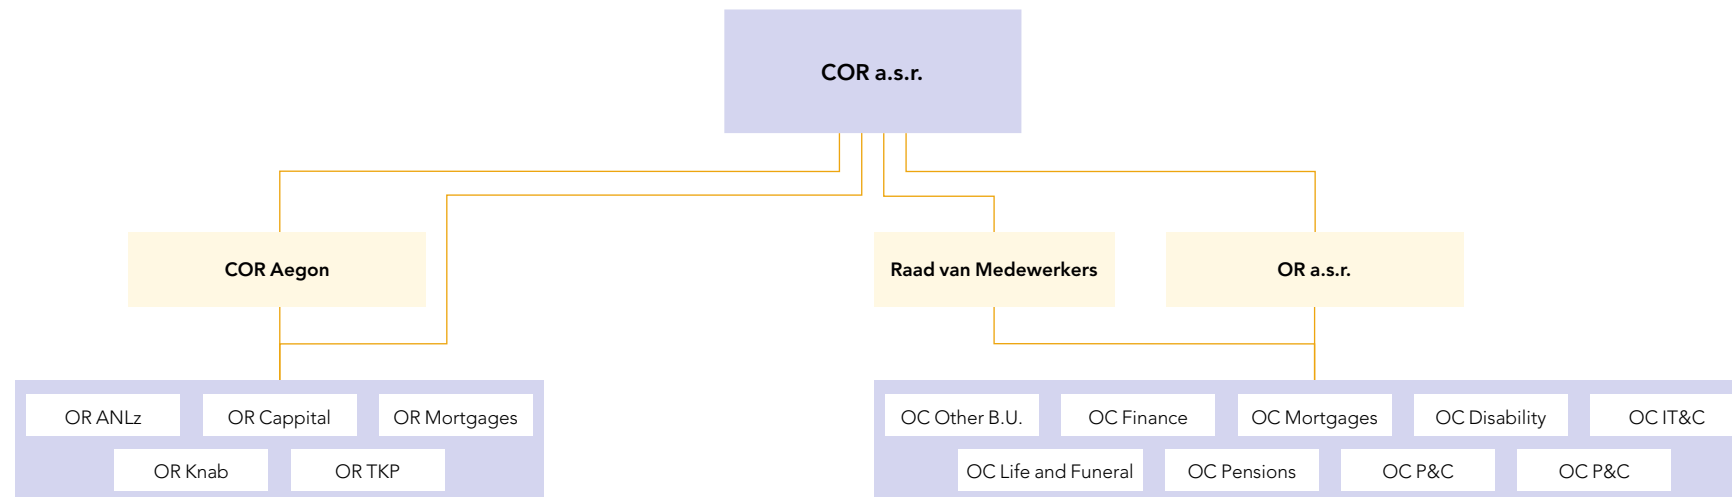 COR a.s.r.
COR Aegon
Raad van Medewerkers
OR a.s.r.
OR ANLz
OR Cappital
OR Mortgages
OR Knab
OR TKP
OC Other B.U.
OC Finance
OC Mortgages
OC Disability
OC IT&C
OC Life and Funeral
OC Pensions
OC P&C
OC P&C